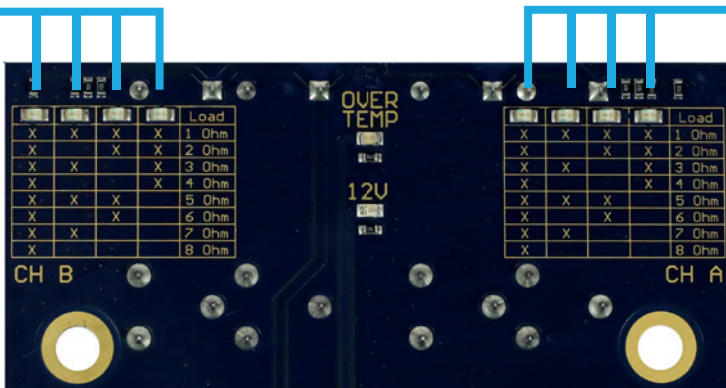 OVER
TEMP
12V
Load
X X X X 1 Ohm
X X X 2 Ohm
X X X 3 Ohm
X X 4 Ohm
X X X 5 Ohm
X X 6 Ohm
X X 7 Ohm
X 8 Ohm
CH B
Load
X X X X 1 Ohm
X X X 2 Ohm
X X X 3 Ohm
X X 4 Ohm
X X X 5 Ohm
X X 6 Ohm
X X 7 Ohm
X 8 Ohm
CH A